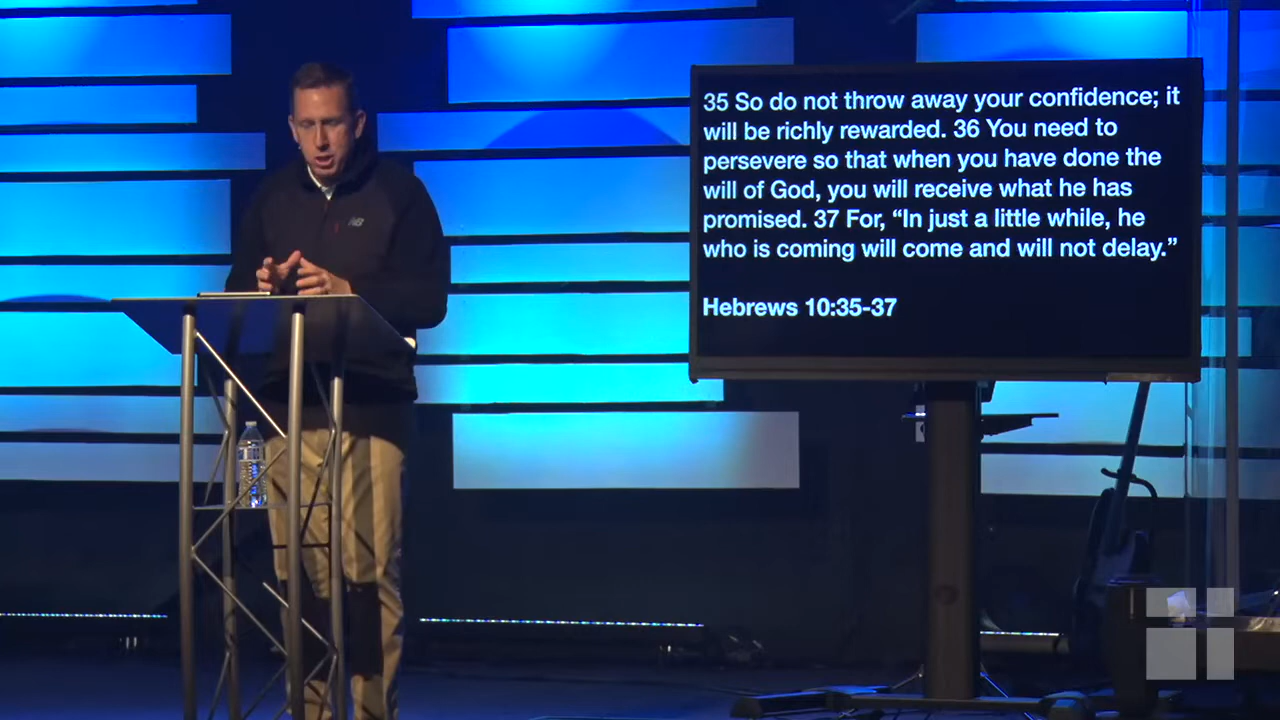 35 So do not throw away your confidence; it
will be richly rewarded. 36 You need to
persevere so that when you have done the
will of God, you will receive what he has
promised. 37 For, “In just a little while, he
who is coming will come and will not delay.”
Hebrews 10:35-37